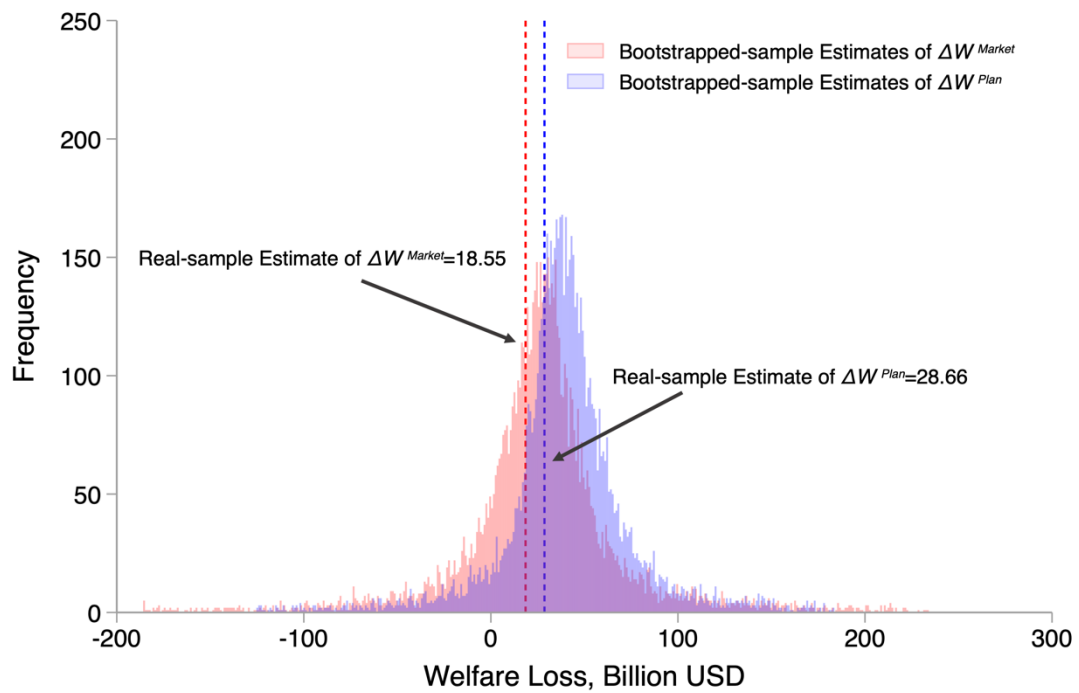 250
200
150
100
50
0
Frequency
Bootstrapped-sample Estimates of ΔW Market
Bootstrapped-sample Estimates of ΔW Plan
Real-sample Estimate of ΔW Market=18.55
Real-sample Estimate of ΔW Plan=28.66
-200 -100 0 100 200 300
Welfare Loss, Billion USD